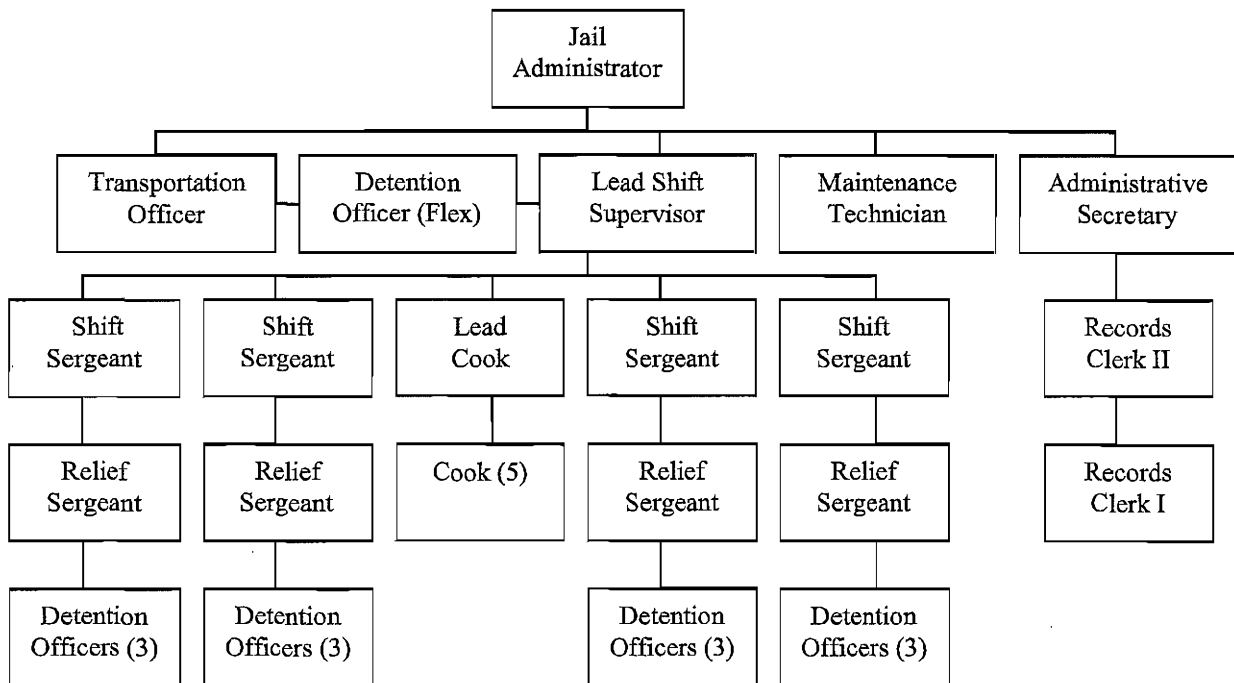 Jail
Administrator
Transportation
Officer
Detention
Officer (Flex)
Lead Shift
Supervisor
Maintenance
Technician
Administrative
Secretary
Shift
Sergeant
Shift
Sergeant
Lead
Cook
Shift
Sergeant
Shift
Sergeant
Records
Clerk II
Relief
Sergeant
Relief
Sergeant
Cook (5)
Relief
Sergeant
Relief
Sergeant
Records
Clerk I
Detention
Officers (3)
Detention
Officers (3)
Detention
Officers (3)
Detention
Officers (3)